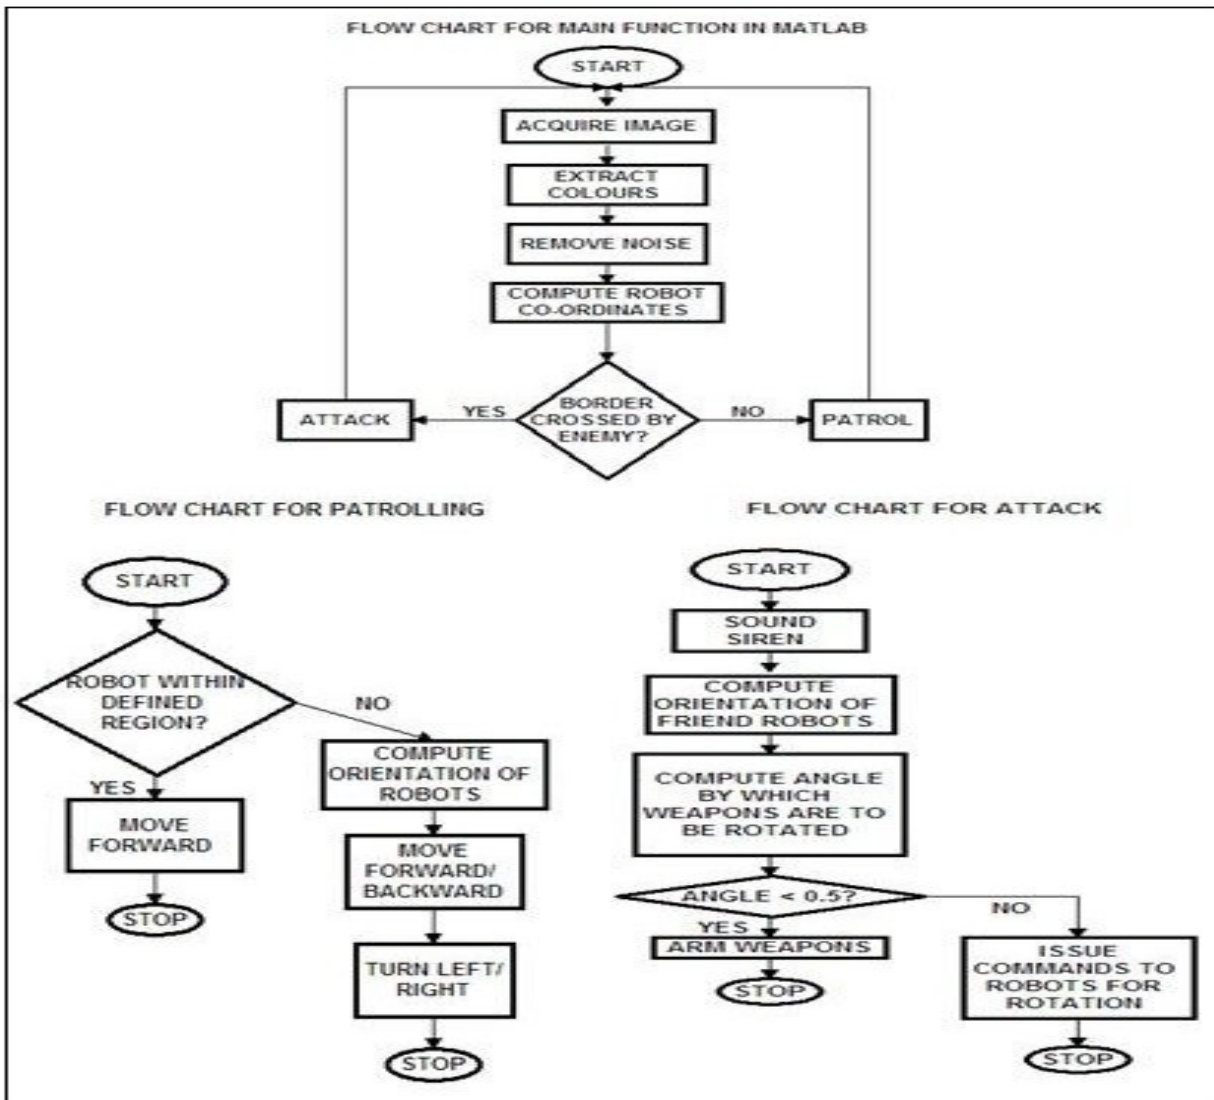 FLOW CHART FOR MAIN FUNCTION IN MATLAB
START
ACQUIRE IMAGE
EXTRACT
COLOURS
REMOVE NOISE
COMPUTE ROBOT
CO-ORDINATES
BORDER
CROSSED BY
ENEMY?
YES
NO
ATTACK
PATROL
FLOW CHART FOR PATROLLING
START
ROBOT WITHIN
DEFINED
REGION?
NO
YES
MOVE
FORWARD
STOP
COMPUTE
ORIENTATION OF
ROBOTS
MOVE
FORWARD/
BACKWARD
TURN LEFT/
RIGHT
STOP
FLOW CHART FOR ATTACK
START
SOUND
SIREN
COMPUTE
ORIENTATION OF
FRIEND ROBOTS
COMPUTE ANGLE
BY WHICH
WEAPONS ARE TO
BE ROTATED
ANGLE < 0.5?
YES
NO
ARM WEAPONS
STOP
ISSUE
COMMANDS TO
ROBOTS FOR
ROTATION
STOP